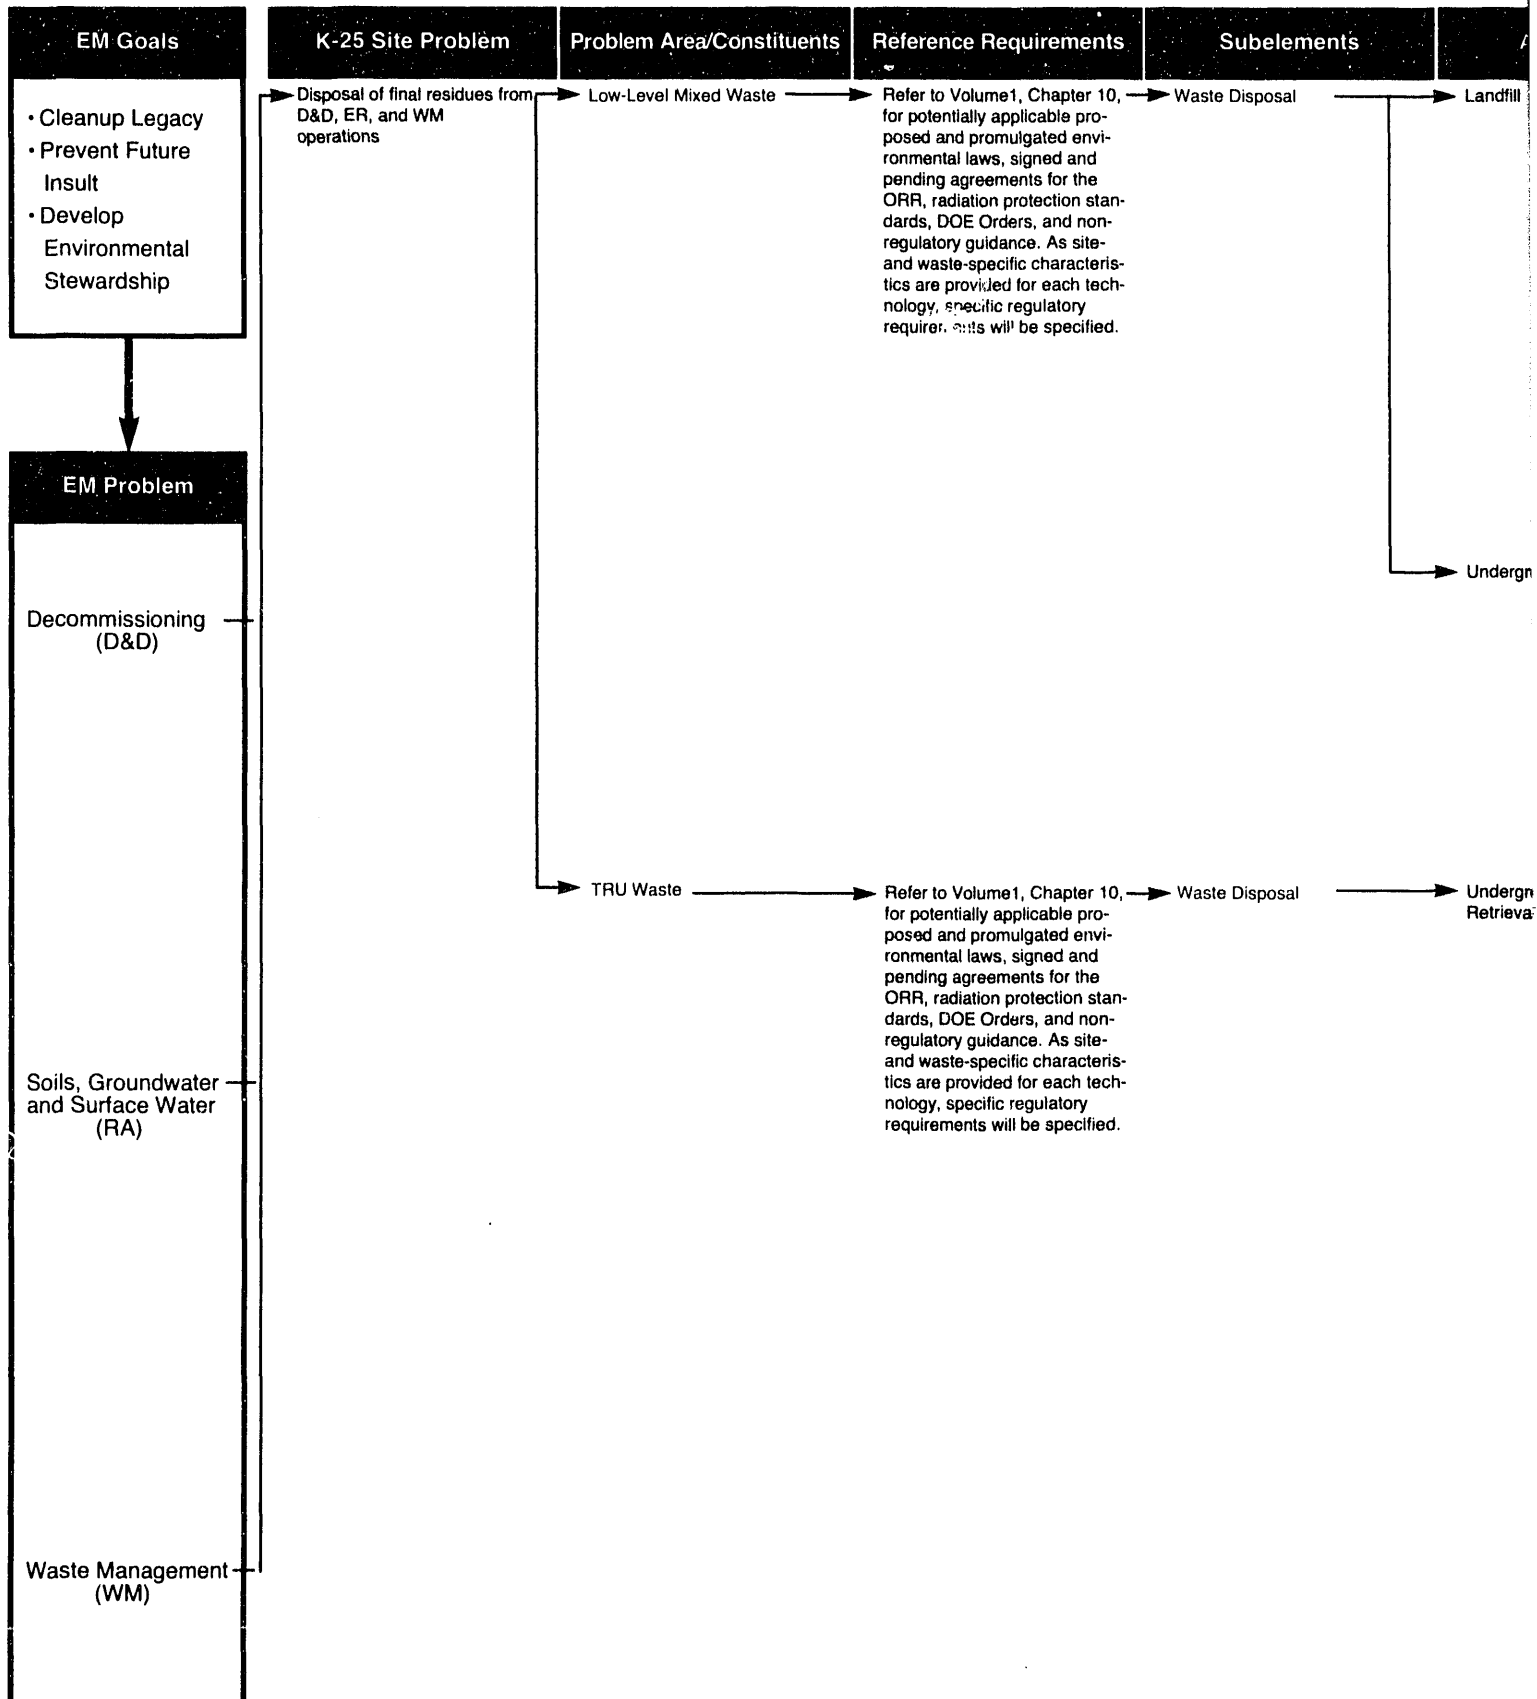 EM Goals
K-25 Site Problem
Problem Area/Constituents
Reference Requirements
Subelements
• Cleanup Legacy
• Prevent Future
Insult
• Develop
Environmental
Stewardship
EM Problem
Decommissioning
(D&D)
Soils, Groundwater
and Surface Water
(RA)
Waste Management
(WM)
Disposal of final residues from
D&D, ER, and WM
operations
Low-Level Mixed Waste
Refer to Volume1, Chapter 10,
for potentially applicable pro-
posed and promulgated envi-
ronmental laws, signed and
pending agreements for the
ORR, radiation protection stan-
dards, DOE Orders, and non-
regulatory guidance. As site-
and waste-specific characteris-
tics are provided for each tech-
nology, specific regulatory
will be specified.
Waste Disposal
Landfill
Undergr
TRU Waste
Refer to Volume1, Chapter 10,
for potentially applicable pro-
posed and promulgated envi-
ronmental laws, signed and
pending agreements for the
ORR, radiation protection stan-
dards, DOE Orders, and non-
regulatory guidance. As site-
and waste-specific characteris-
tics are provided for each tech-
nology, specific regulatory
requirements will be specified.
Waste Disposal
Undergr
Retrieva